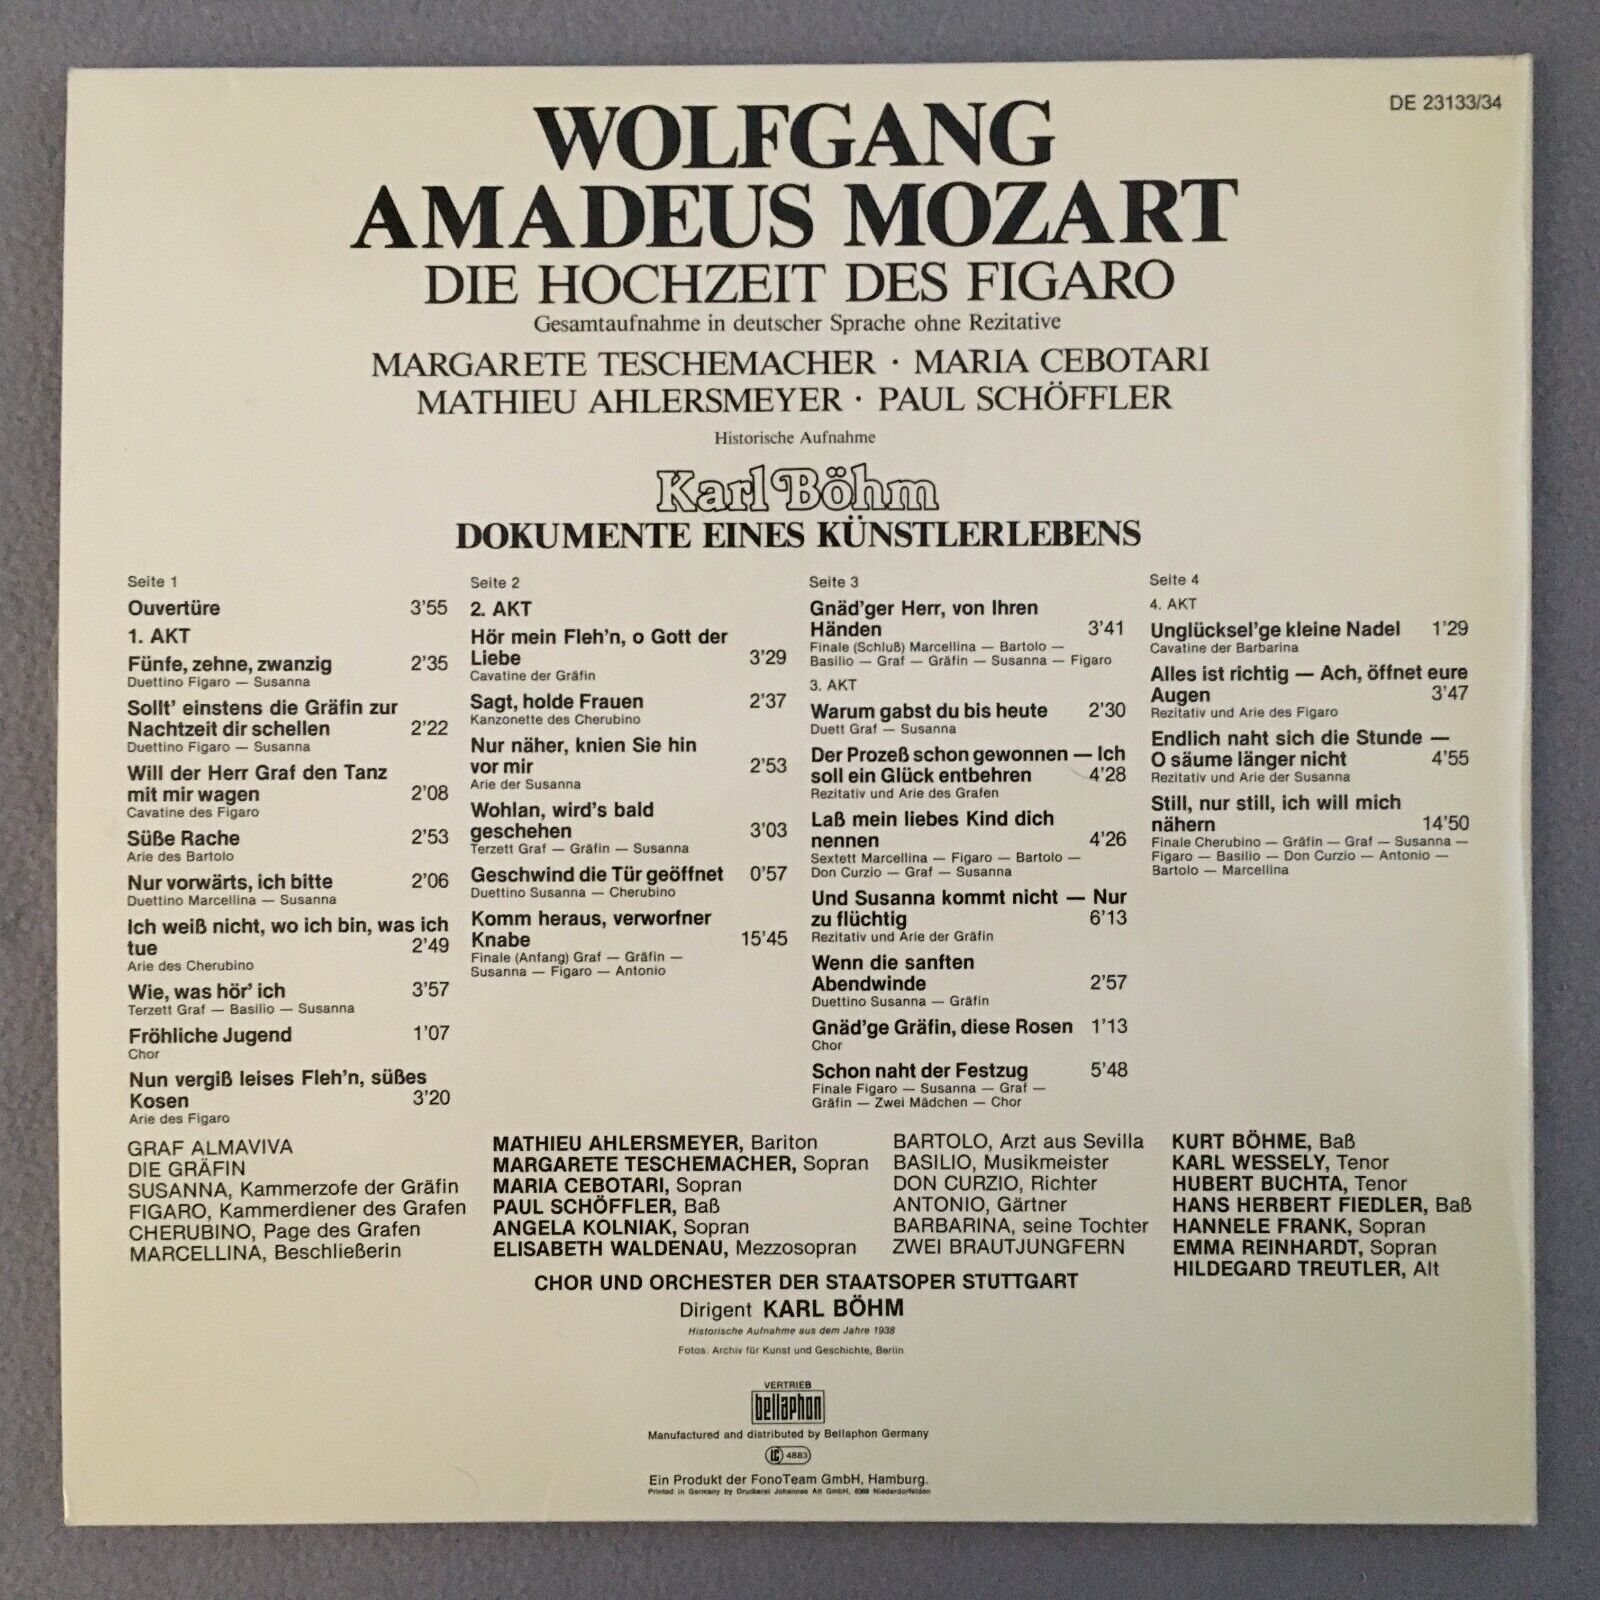 DE 23133/34
WOLFGANG
AMADEUS MOZART
DIE HOCHZEIT DES FIGARO
Gesamtaufnahme in deutscher Sprache ohne Rezitative
MARGARETE TESCHEMACHER · MARIA CEBOTARI
MATHIEU AHLERSMEYER · PAUL SCHÖFFLER
Historische Aufnahme
Karl Böhm
DOKUMENTE EINES KÜNSTLERLEBENS
Seite 1
Ouvertüre 3'55
1. AKT
Fünfe, zehne, zwanzig 2'35
Duettino Figaro — Susanna
Sollt' einstens die Gräfin zur
Nachtzeit dir schellen 2'22
Duettino Figaro — Susanna
Will der Herr Graf den Tanz
mit mir wagen 2'08
Cavatine des Figaro
Süße Rache 2'53
Arie des Bartolo
Nur vorwärts, ich bitte 2'06
Duettino Marcellina — Susanna
Ich weiß nicht, wo ich bin, was ich
tue 2'49
Arie des Cherubino
Wie, was hör' ich 3'57
Terzett Graf — Basilio — Susanna
Fröhliche Jugend 1'07
Chor
Nun vergiß leises Fleh'n, süßes
Kosen 3'20
Arie des Figaro
Seite 2
2. AKT
Hör mein Fleh'n, o Gott der
Liebe 3'29
Cavatine der Gräfin
Sagt, holde Frauen 2'37
Kanzonette des Cherubino
Nur näher, knien Sie hin
vor mir 2'53
Arie der Susanna
Wohlan, wird's bald
geschehen 3'03
Terzett Graf — Gräfin — Susanna
Geschwind die Tür geöffnet 0'57
Duettino Susanna — Cherubino
Komm heraus, verworfner
Knabe 15'45
Finale (Anfang) Graf — Gräfin —
Susanna — Figaro — Antonio
Seite 3
Gnäd'ger Herr, von Ihren
Händen 3'41
Finale (Schluß) Marcellina — Bartolo —
Basilio — Graf — Gräfin — Susanna — Figaro
3. AKT
Warum gabst du bis heute 2'30
Duett Graf — Susanna
Der Prozeß schon gewonnen — Ich
soll ein Glück entbehren 4'28
Rezitativ und Arie des Grafen
Laß mein liebes Kind dich
nennen 4'26
Sextett Marcellina — Figaro — Bartolo —
Don Curzio — Graf — Susanna
Und Susanna kommt nicht — Nur
zu flüchtig 6'13
Rezitativ und Arie der Gräfin
Wenn die sanften
Abendwinde 2'57
Duettino Susanna — Gräfin
Gnäd'ge Gräfin, diese Rosen 1'13
Chor
Schon naht der Festzug 5'48
Finale Figaro — Susanna — Graf —
Gräfin — Zwei Mädchen — Chor
Seite 4
4. AKT
Unglücksel'ge kleine Nadel 1'29
Cavatine der Barbarina
Alles ist richtig — Ach, öffnet eure
Augen 3'47
Rezitativ und Arie des Figaro
Endlich naht sich die Stunde —
O säume länger nicht 4'55
Rezitativ und Arie der Susanna
Still, nur still, ich will mich
nähern 14'50
Finale Cherubino — Gräfin — Graf — Susanna —
Figaro — Basilio — Don Curzio — Antonio —
Bartolo — Marcellina
GRAF ALMAVIVA MATHIEU AHLERSMEYER, Bariton
DIE GRÄFIN MARGARETE TESCHEMACHER, Sopran
SUSANNA, Kammerzofe der Gräfin MARIA CEBOTARI, Sopran
FIGARO, Kammerdiener des Grafen PAUL SCHÖFFLER, Baß
CHERUBINO, Page des Grafen ANGELA KOLNIAK, Sopran
MARCELLINA, Beschließerin ELISABETH WALDENAU, Mezzosopran
BARTOLO, Arzt aus Sevilla KURT BÖHME, Baß
BASILIO, Musikmeister KARL WESSELY, Tenor
DON CURZIO, Richter HUBERT BUCHTA, Tenor
ANTONIO, Gärtner HANS HERBERT FIEDLER, Baß
BARBARINA, seine Tochter HANNELE FRANK, Sopran
ZWEI BRAUTJUNGFERN EMMA REINHARDT, Sopran
HILDEGARD TREUTLER, Alt
CHOR UND ORCHESTER DER STAATSOPER STUTTGART
Dirigent KARL BÖHM
Historische Aufnahme aus dem Jahre 1938
Fotos: Archiv für Kunst und Geschichte, Berlin
VERTRIEB
bellaphon
Manufactured and distributed by Bellaphon Germany
LC 4883
Ein Produkt der FonoTeam GmbH, Hamburg.
Printed in Germany by Druckerei Johannes Alt GmbH, 6369 Niederdorfelden